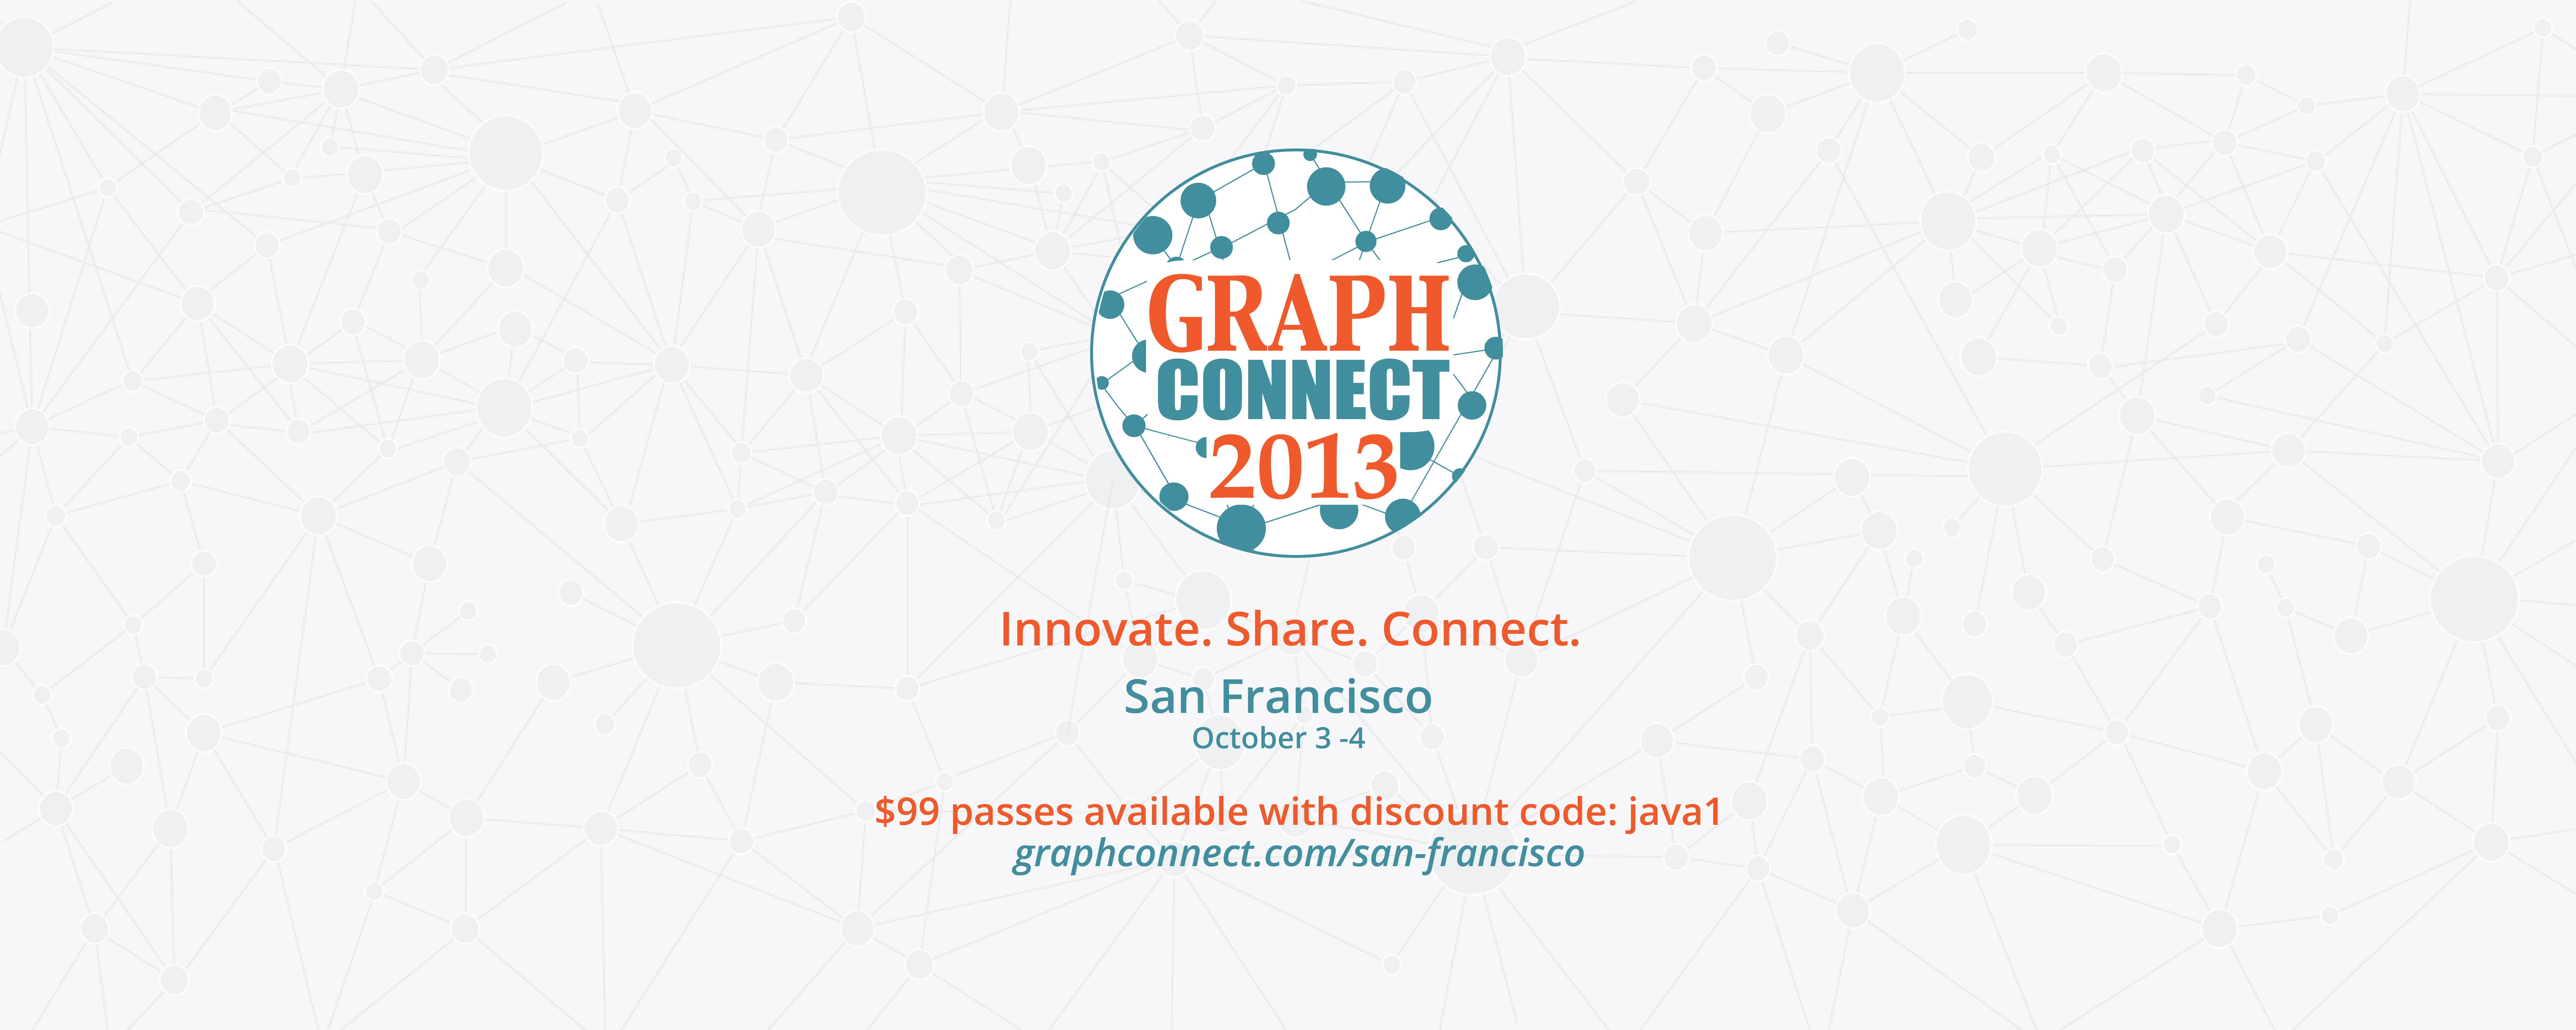 GRAPH
CONNECT
2013
Innovate. Share. Connect.
San Francisco
October 3 -4
$99 passes available with discount code: java1
graphconnect.com/san-francisco